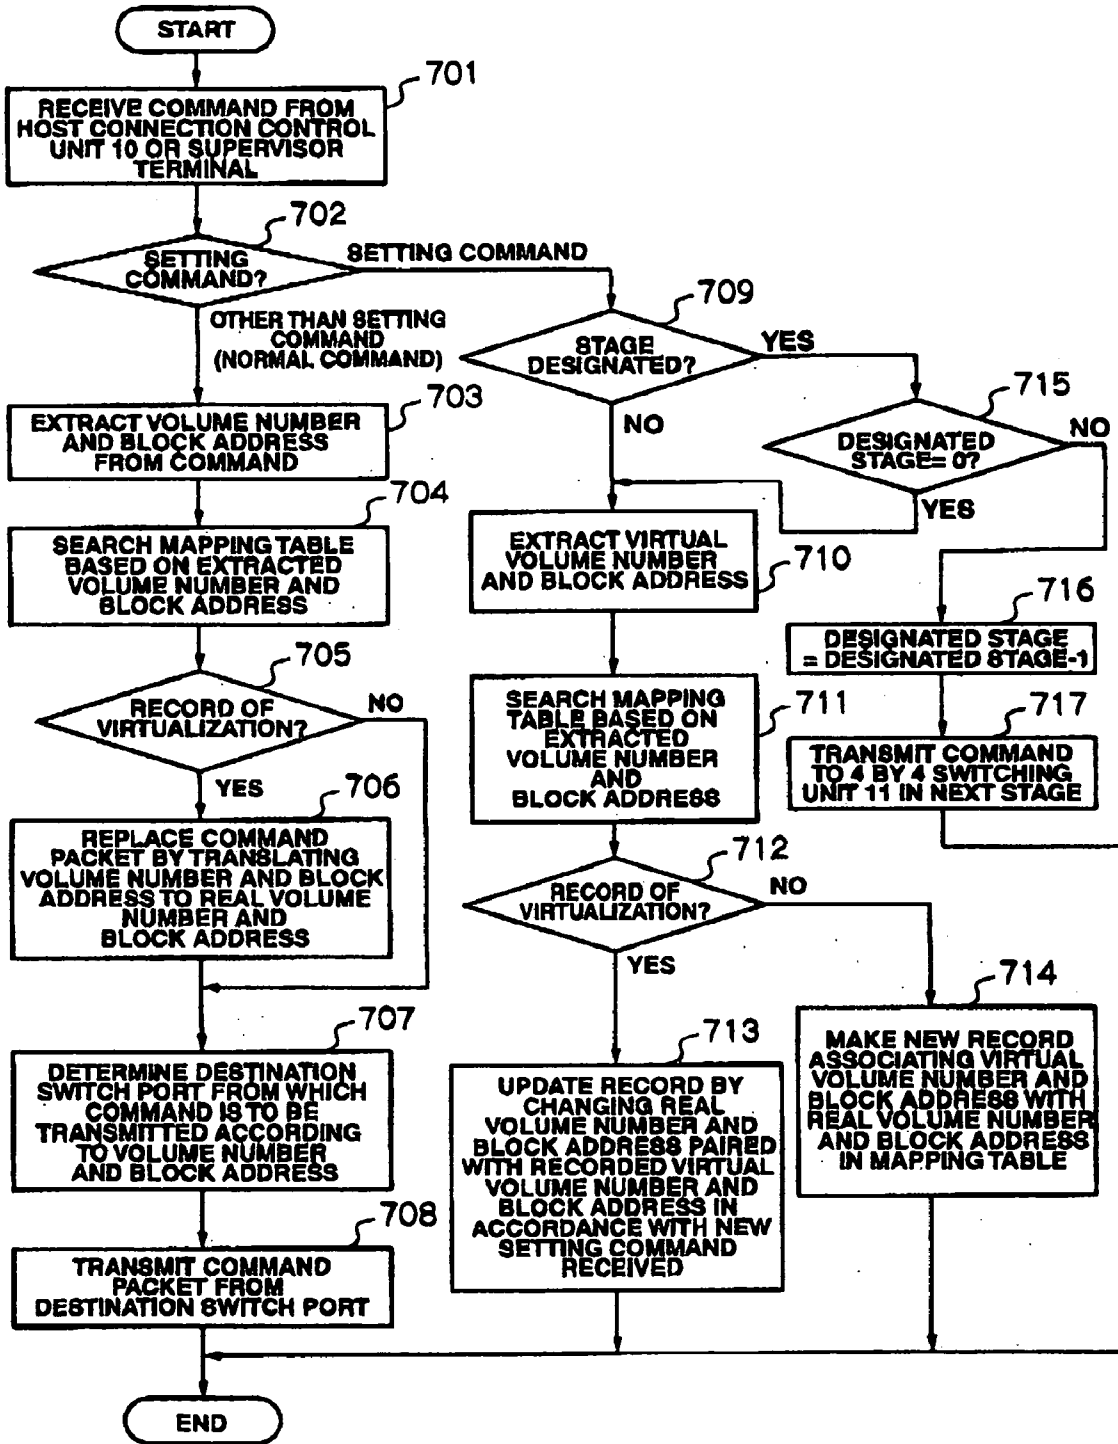 START
701
RECEIVE COMMAND FROM
HOST CONNECTION CONTROL
UNIT 10 OR SUPERVISOR
TERMINAL
702
SETTING
COMMAND?
SETTING COMMAND
OTHER THAN SETTING
COMMAND
(NORMAL COMMAND)
703
EXTRACT VOLUME NUMBER
AND BLOCK ADDRESS
FROM COMMAND
704
SEARCH MAPPING TABLE
BASED ON EXTRACTED
VOLUME NUMBER AND
BLOCK ADDRESS
705
RECORD OF
VIRTUALIZATION?
NO
YES
706
REPLACE COMMAND
PACKET BY TRANSLATING
VOLUME NUMBER AND BLOCK
ADDRESS TO REAL VOLUME
NUMBER AND
BLOCK ADDRESS
707
DETERMINE DESTINATION
SWITCH PORT FROM WHICH
COMMAND IS TO BE
TRANSMITTED ACCORDING
TO VOLUME NUMBER
AND BLOCK ADDRESS
708
TRANSMIT COMMAND
PACKET FROM
DESTINATION SWITCH PORT
END
709
STAGE
DESIGNATED?
YES
NO
715
DESIGNATED
STAGE= 0?
NO
YES
710
EXTRACT VIRTUAL
VOLUME NUMBER
AND BLOCK ADDRESS
716
DESIGNATED STAGE
= DESIGNATED STAGE-1
711
SEARCH MAPPING
TABLE BASED ON
EXTRACTED
VOLUME NUMBER
AND
BLOCK ADDRESS
717
TRANSMIT COMMAND
TO 4 BY 4 SWITCHING
UNIT 11 IN NEXT STAGE
712
RECORD OF
VIRTUALIZATION?
NO
YES
713
UPDATE RECORD BY
CHANGING REAL
VOLUME NUMBER AND
BLOCK ADDRESS PAIRED
WITH RECORDED VIRTUAL
VOLUME NUMBER AND
BLOCK ADDRESS IN
ACCORDANCE WITH NEW
SETTING COMMAND
RECEIVED
714
MAKE NEW RECORD
ASSOCIATING VIRTUAL
VOLUME NUMBER AND
BLOCK ADDRESS WITH
REAL VOLUME NUMBER
AND BLOCK ADDRESS
IN MAPPING TABLE